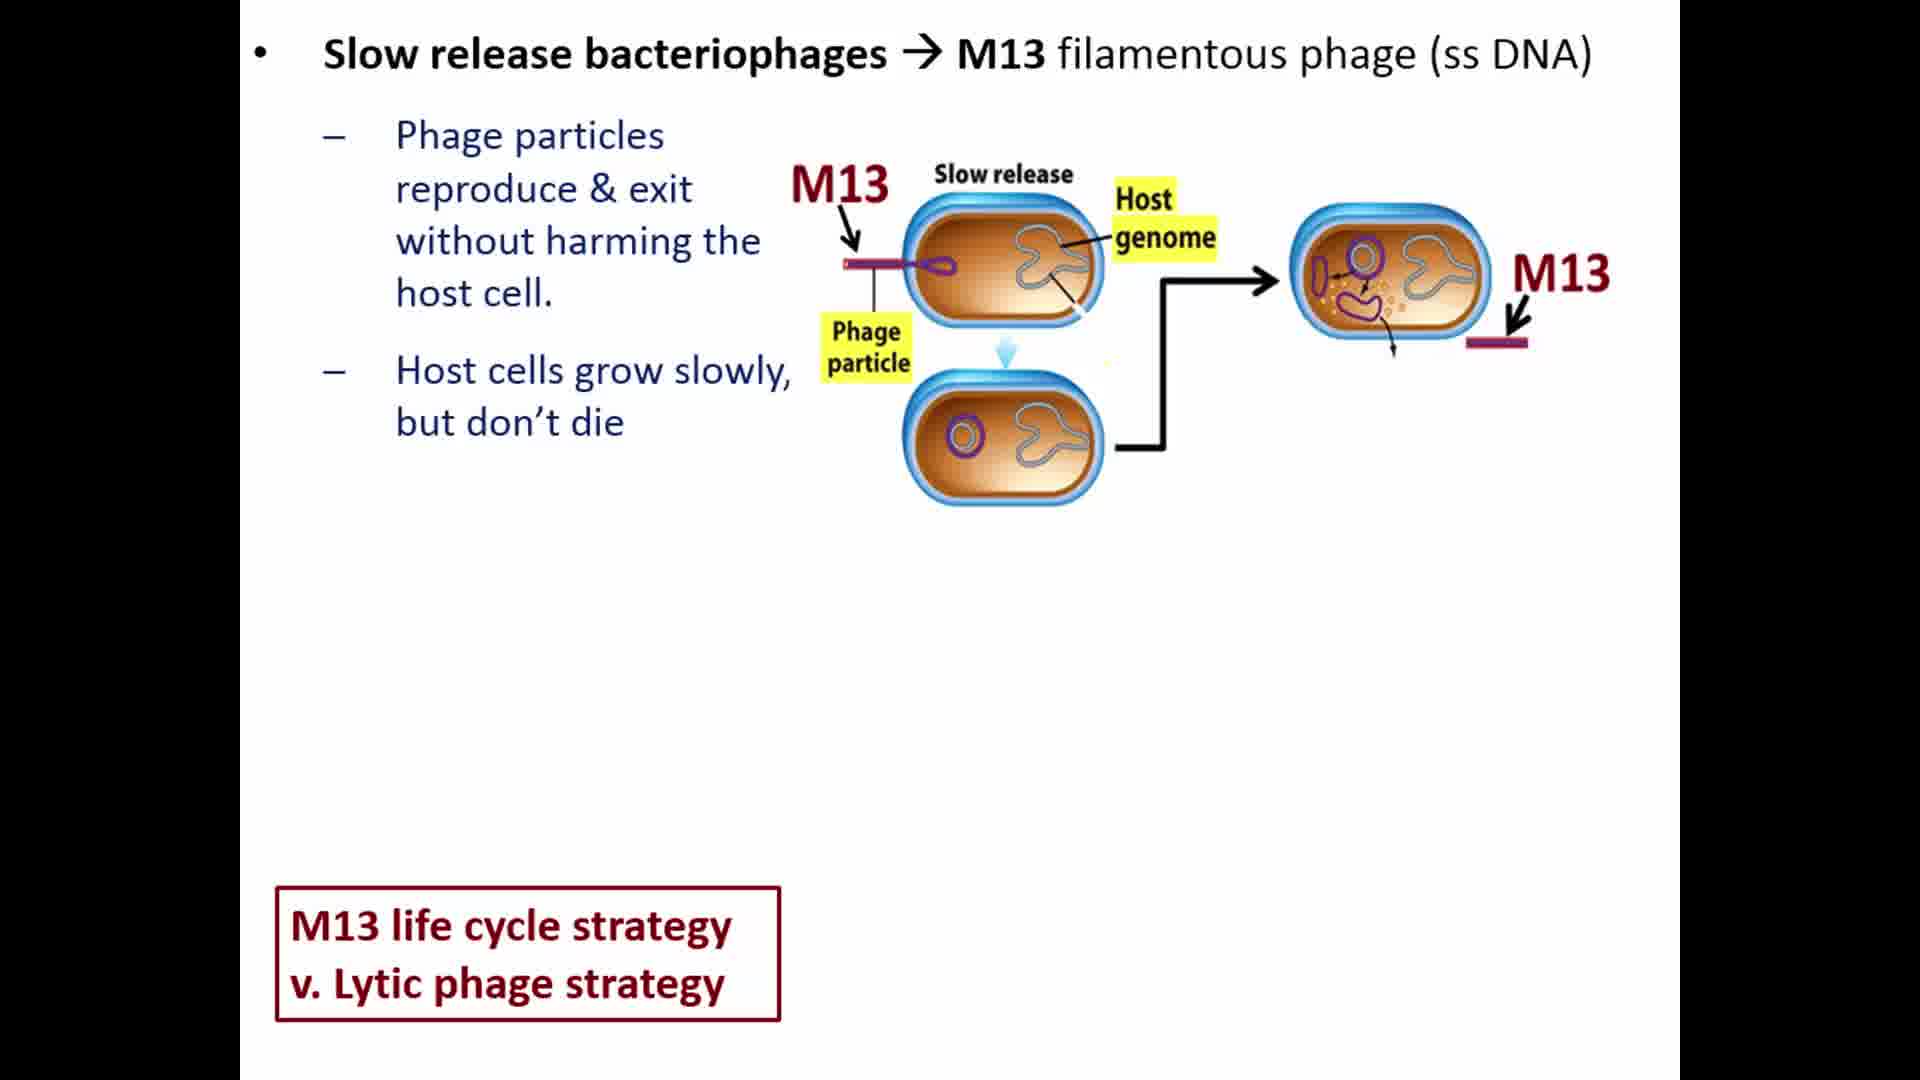 • Slow release bacteriophages → M13 filamentous phage (ss DNA)
– Phage particles
reproduce & exit
without harming the
host cell.
– Host cells grow slowly,
but don’t die
M13
Slow release
Host
genome
Phage
particle
M13
M13 life cycle strategy
v. Lytic phage strategy